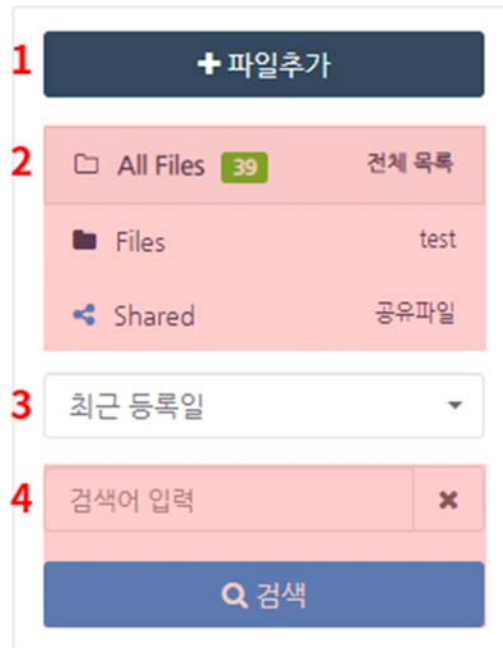 1 파일추가
2 All Files 39 전체 목록
Files test
Shared 공유파일
3 최근 등록일
4 검색어 입력
검색